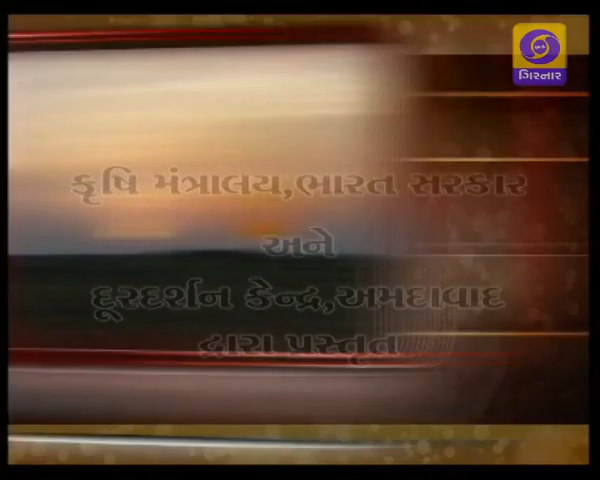 ગિરનાર
કૃષિ મંત્રાલય,ભારત સરકાર
અને
દૂરદર્શન કેન્દ્ર,અમદાવાદ
દ્વારા પ્રસ્તૃત